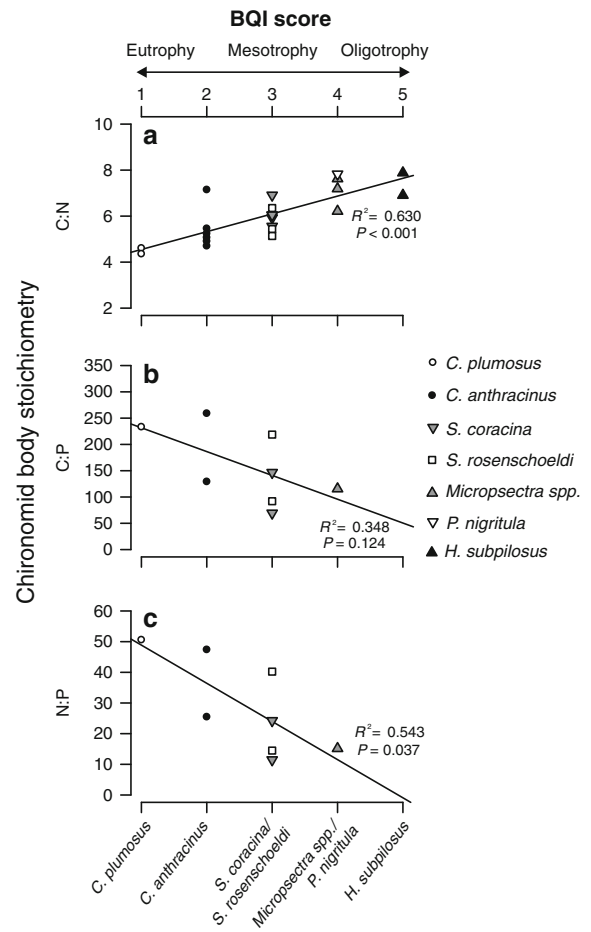 BQI score
Eutrophy Mesotrophy Oligotrophy
1 2 3 4 5
Chironomid body stoichiometry
a
C:N
10
8
6
4
2
R² = 0.630
P < 0.001
b
C:P
350
300
250
200
150
100
50
0
R² = 0.348
P = 0.124
C. plumosus
C. anthracinus
S. coracina
S. rosenschoeldi
Micropsectra spp.
P. nigritula
H. subpilosus
c
N:P
60
50
40
30
20
10
0
R² = 0.543
P = 0.037
C. plumosus
C. anthracinus
S. coracina/
S. rosenschoeldi
Micropsectra spp./
P. nigritula
H. subpilosus